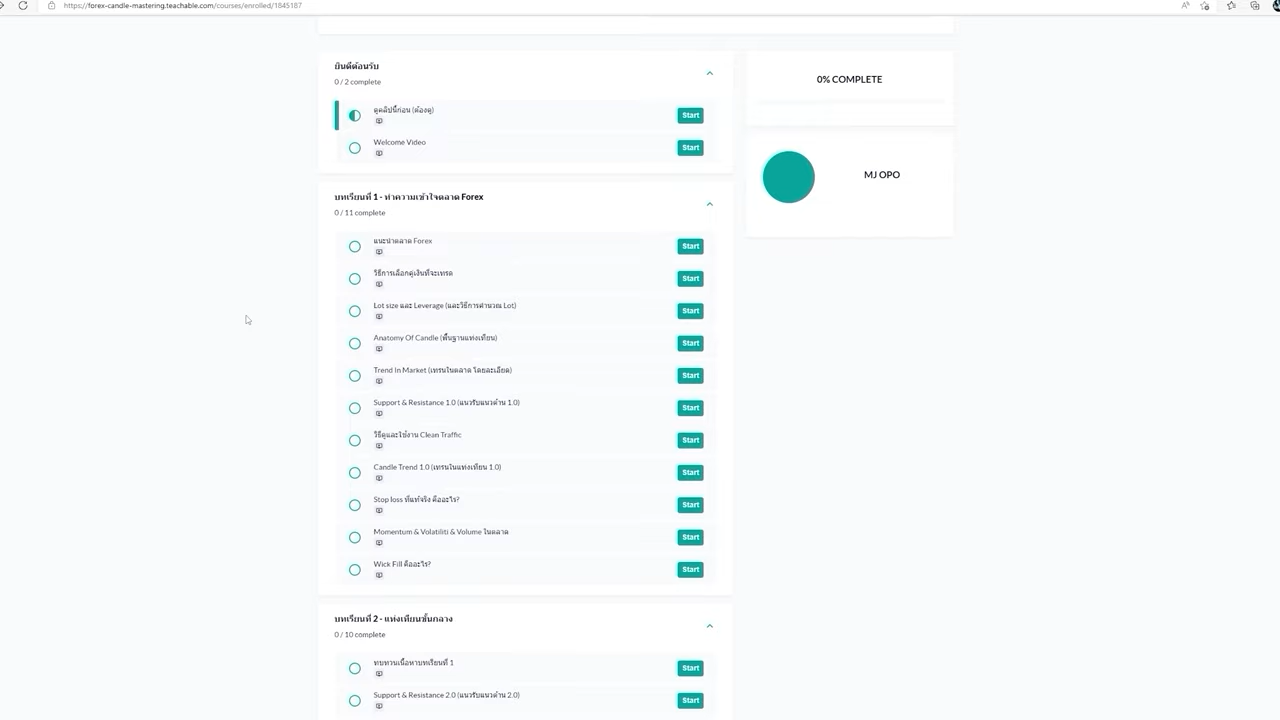 https://forex-candle-mastering.teachable.com/courses/enrolled/1845187
ยินดีต้อนรับ
0 / 2 complete
ดูคลิปนี้ก่อน (ต้องดู)
Start
Welcome Video
Start
บทเรียนที่ 1 - ทำความเข้าใจตลาด Forex
0 / 11 complete
แนะนำตลาด Forex
Start
วิธีการเลือกคู่เงินที่จะเทรด
Start
Lot size และ Leverage (และวิธีการคำนวณ Lot)
Start
Anatomy Of Candle (พื้นฐานแท่งเทียน)
Start
Trend In Market (เทรนในตลาด โดยละเอียด)
Start
Support & Resistance 1.0 (แนวรับแนวต้าน 1.0)
Start
วิธีดูและใช้งาน Clean Traffic
Start
Candle Trend 1.0 (เทรนในแท่งเทียน 1.0)
Start
Stop loss ที่แท้จริง คืออะไร?
Start
Momentum & Volatiliti & Volume ในตลาด
Start
Wick Fill คืออะไร?
Start
บทเรียนที่ 2 - แท่งเทียนขั้นกลาง
0 / 10 complete
ทบทวนเนื้อหาบทเรียนที่ 1
Start
Support & Resistance 2.0 (แนวรับแนวต้าน 2.0)
Start
0% COMPLETE
MJ OPO